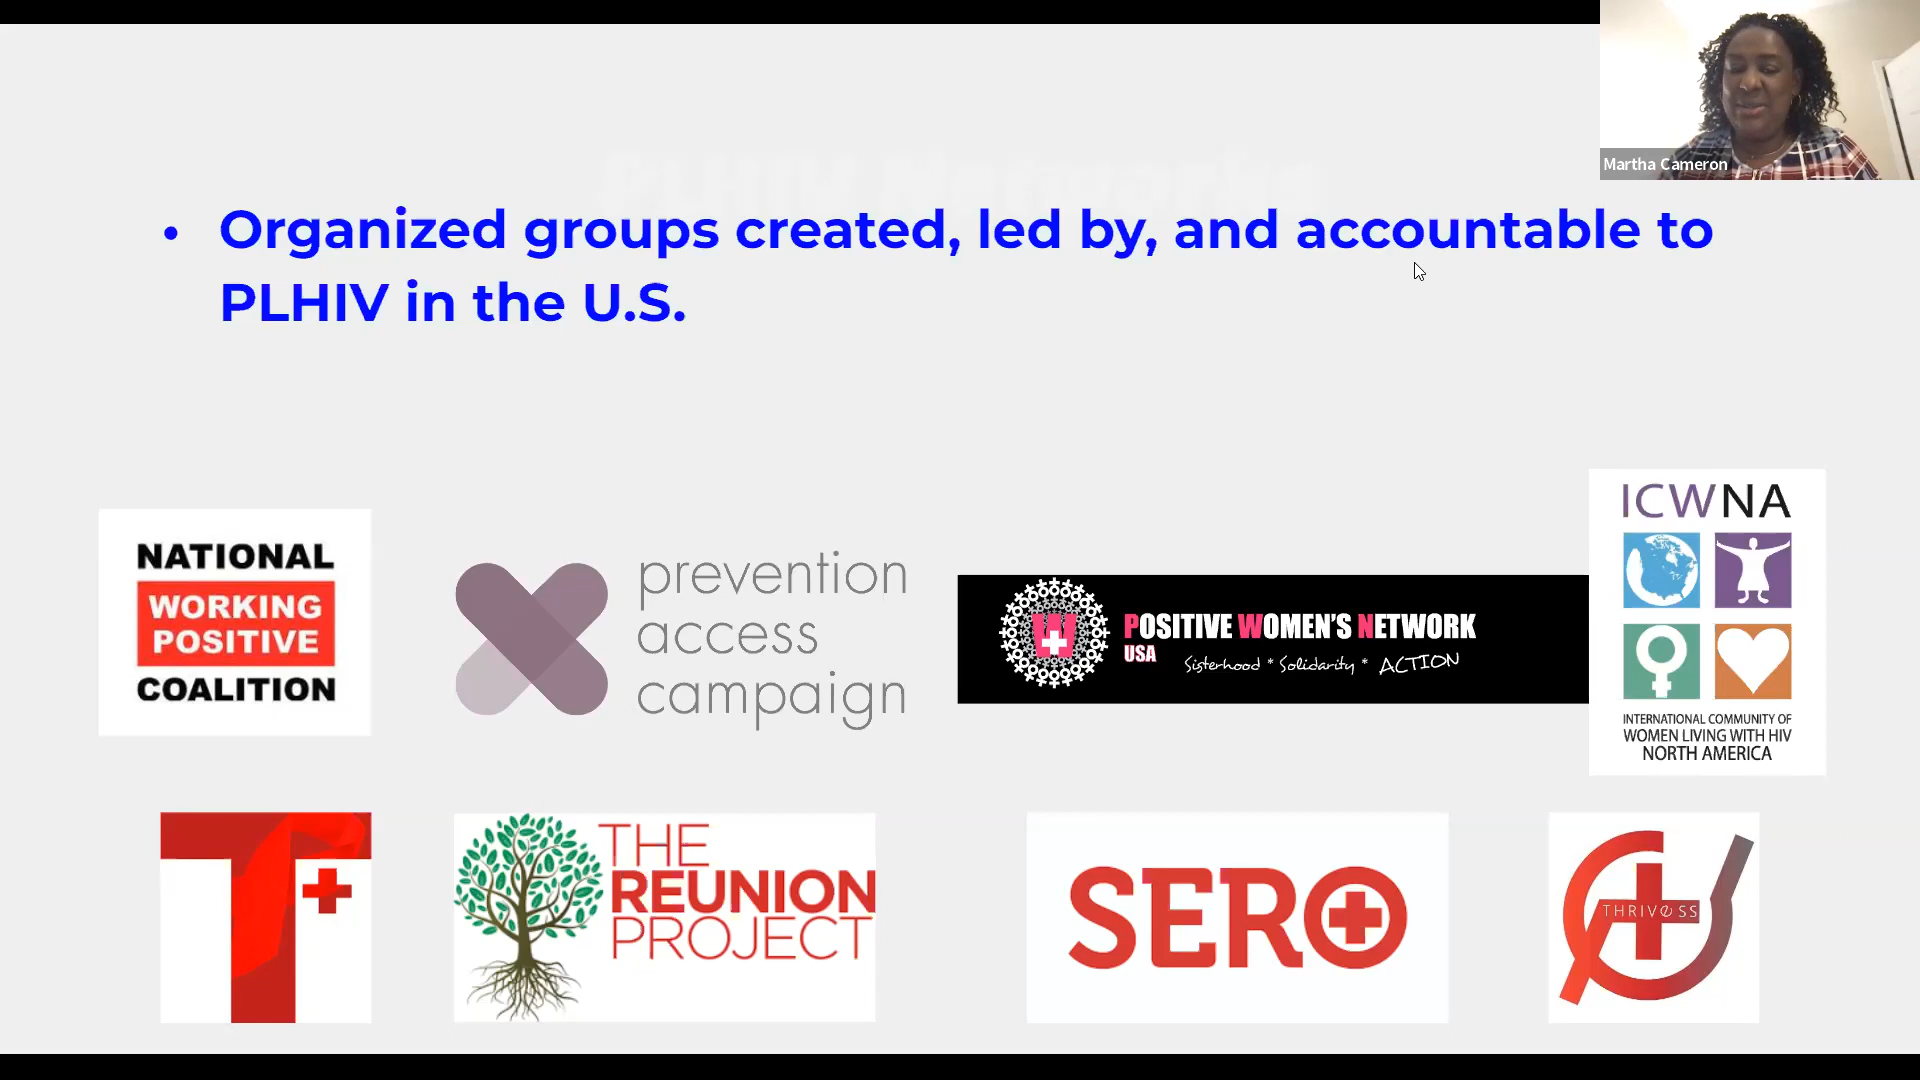 Martha Cameron
PLHIV Networks
• Organized groups created, led by, and accountable to
PLHIV in the U.S.
NATIONAL
WORKING
POSITIVE
COALITION
prevention
access
campaign
POSITIVE WOMEN'S NETWORK
USA
Sisterhood * Solidarity * ACTION
ICWNA
INTERNATIONAL COMMUNITY OF
WOMEN LIVING WITH HIV
NORTH AMERICA
T+
THE
REUNION
PROJECT
SERO
THRIVE SS